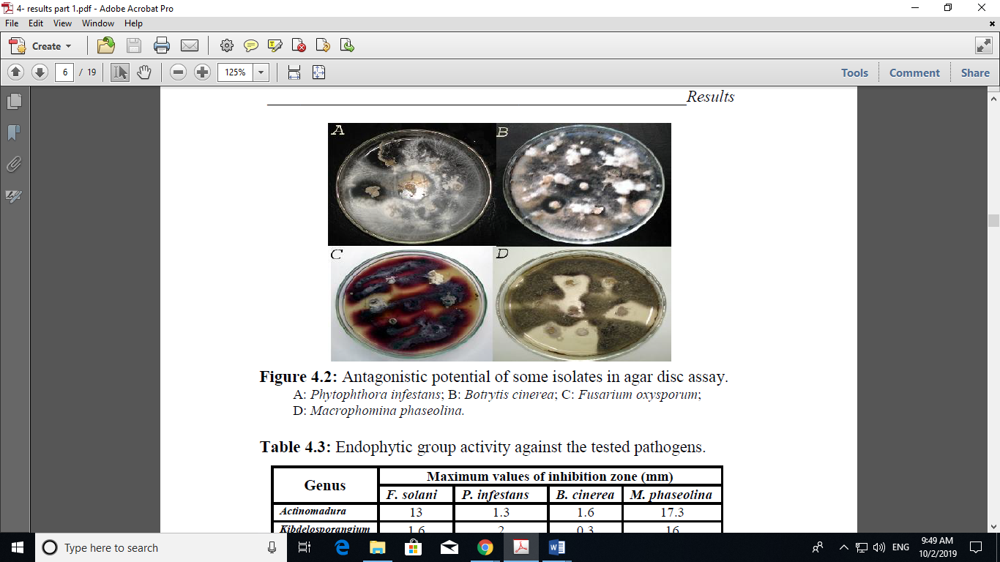 4- results part 1.pdf - Adobe Acrobat Pro
File Edit View Window Help
Create
6 / 19 125% Tools Comment Share
Results
A B
C D
Figure 4.2: Antagonistic potential of some isolates in agar disc assay.
A: Phytophthora infestans; B: Botrytis cinerea; C: Fusarium oxysporum;
D: Macrophomina phaseolina.
Table 4.3: Endophytic group activity against the tested pathogens.
Genus Maximum values of inhibition zone (mm)
F. solani P. infestans B. cinerea M. phaseolina
Actinomadura 13 1.3 1.6 17.3
Kibdelosporangium 1.6 2 0.3 16
Type here to search ENG 9:49 AM
10/2/2019